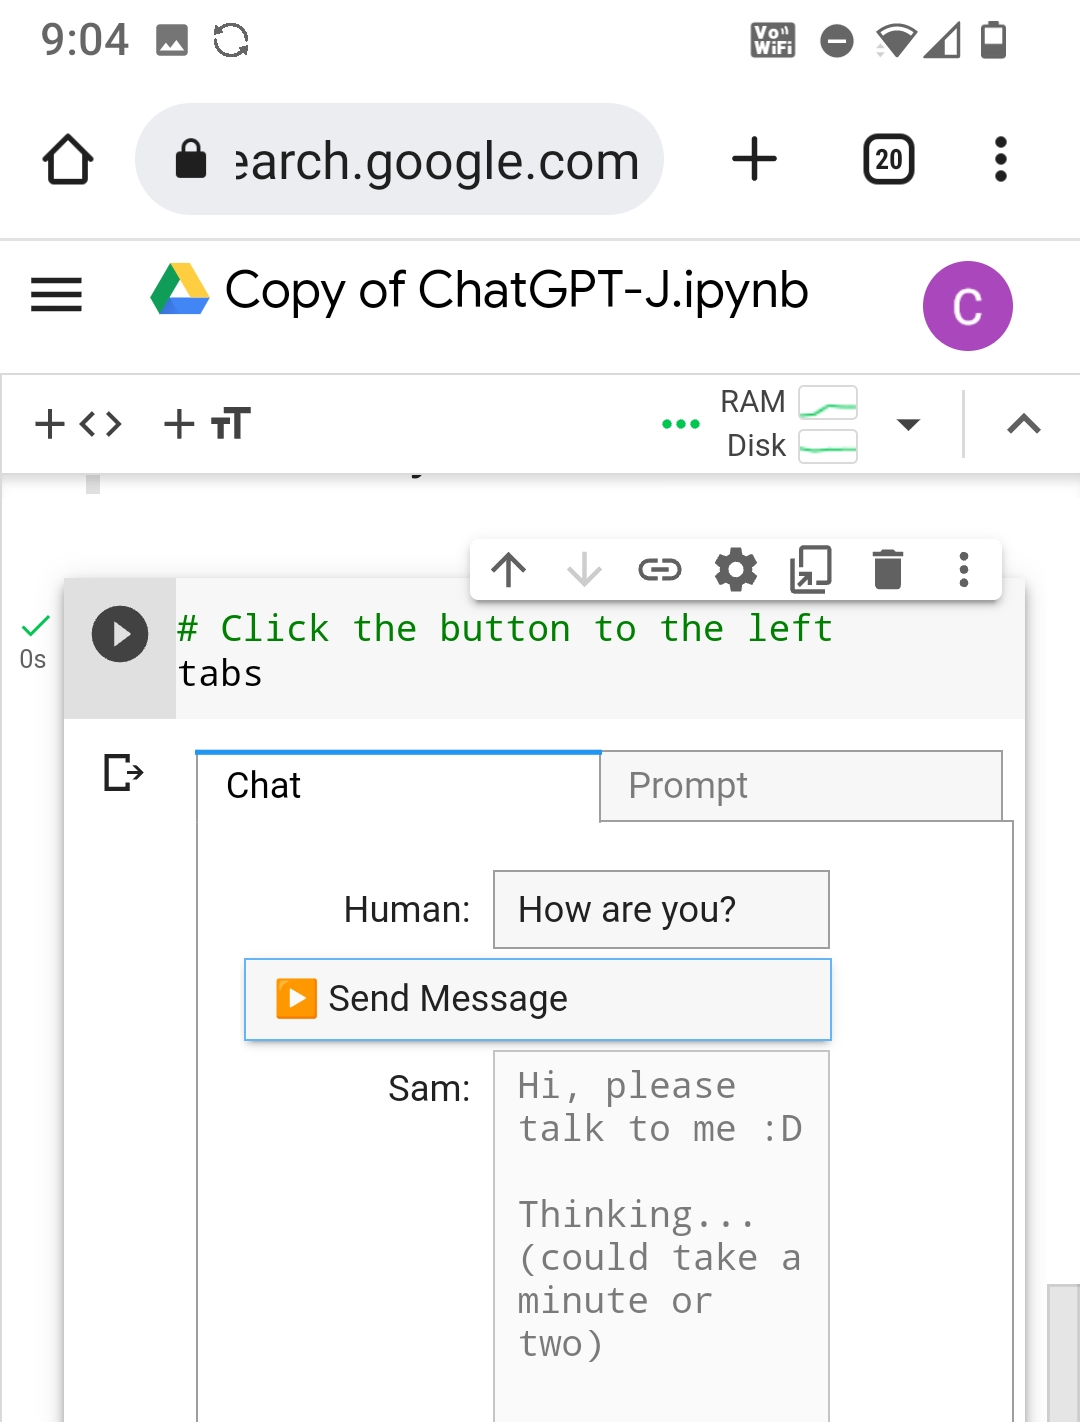 9:04
Vo WiFi
earch.google.com
20
Copy of ChatGPT-J.ipynb
C
RAM
Disk
# Click the button to the left
tabs
0s
Chat
Prompt
Human: How are you?
Send Message
Sam: Hi, please
talk to me :D
Thinking...
(could take a
minute or
two)